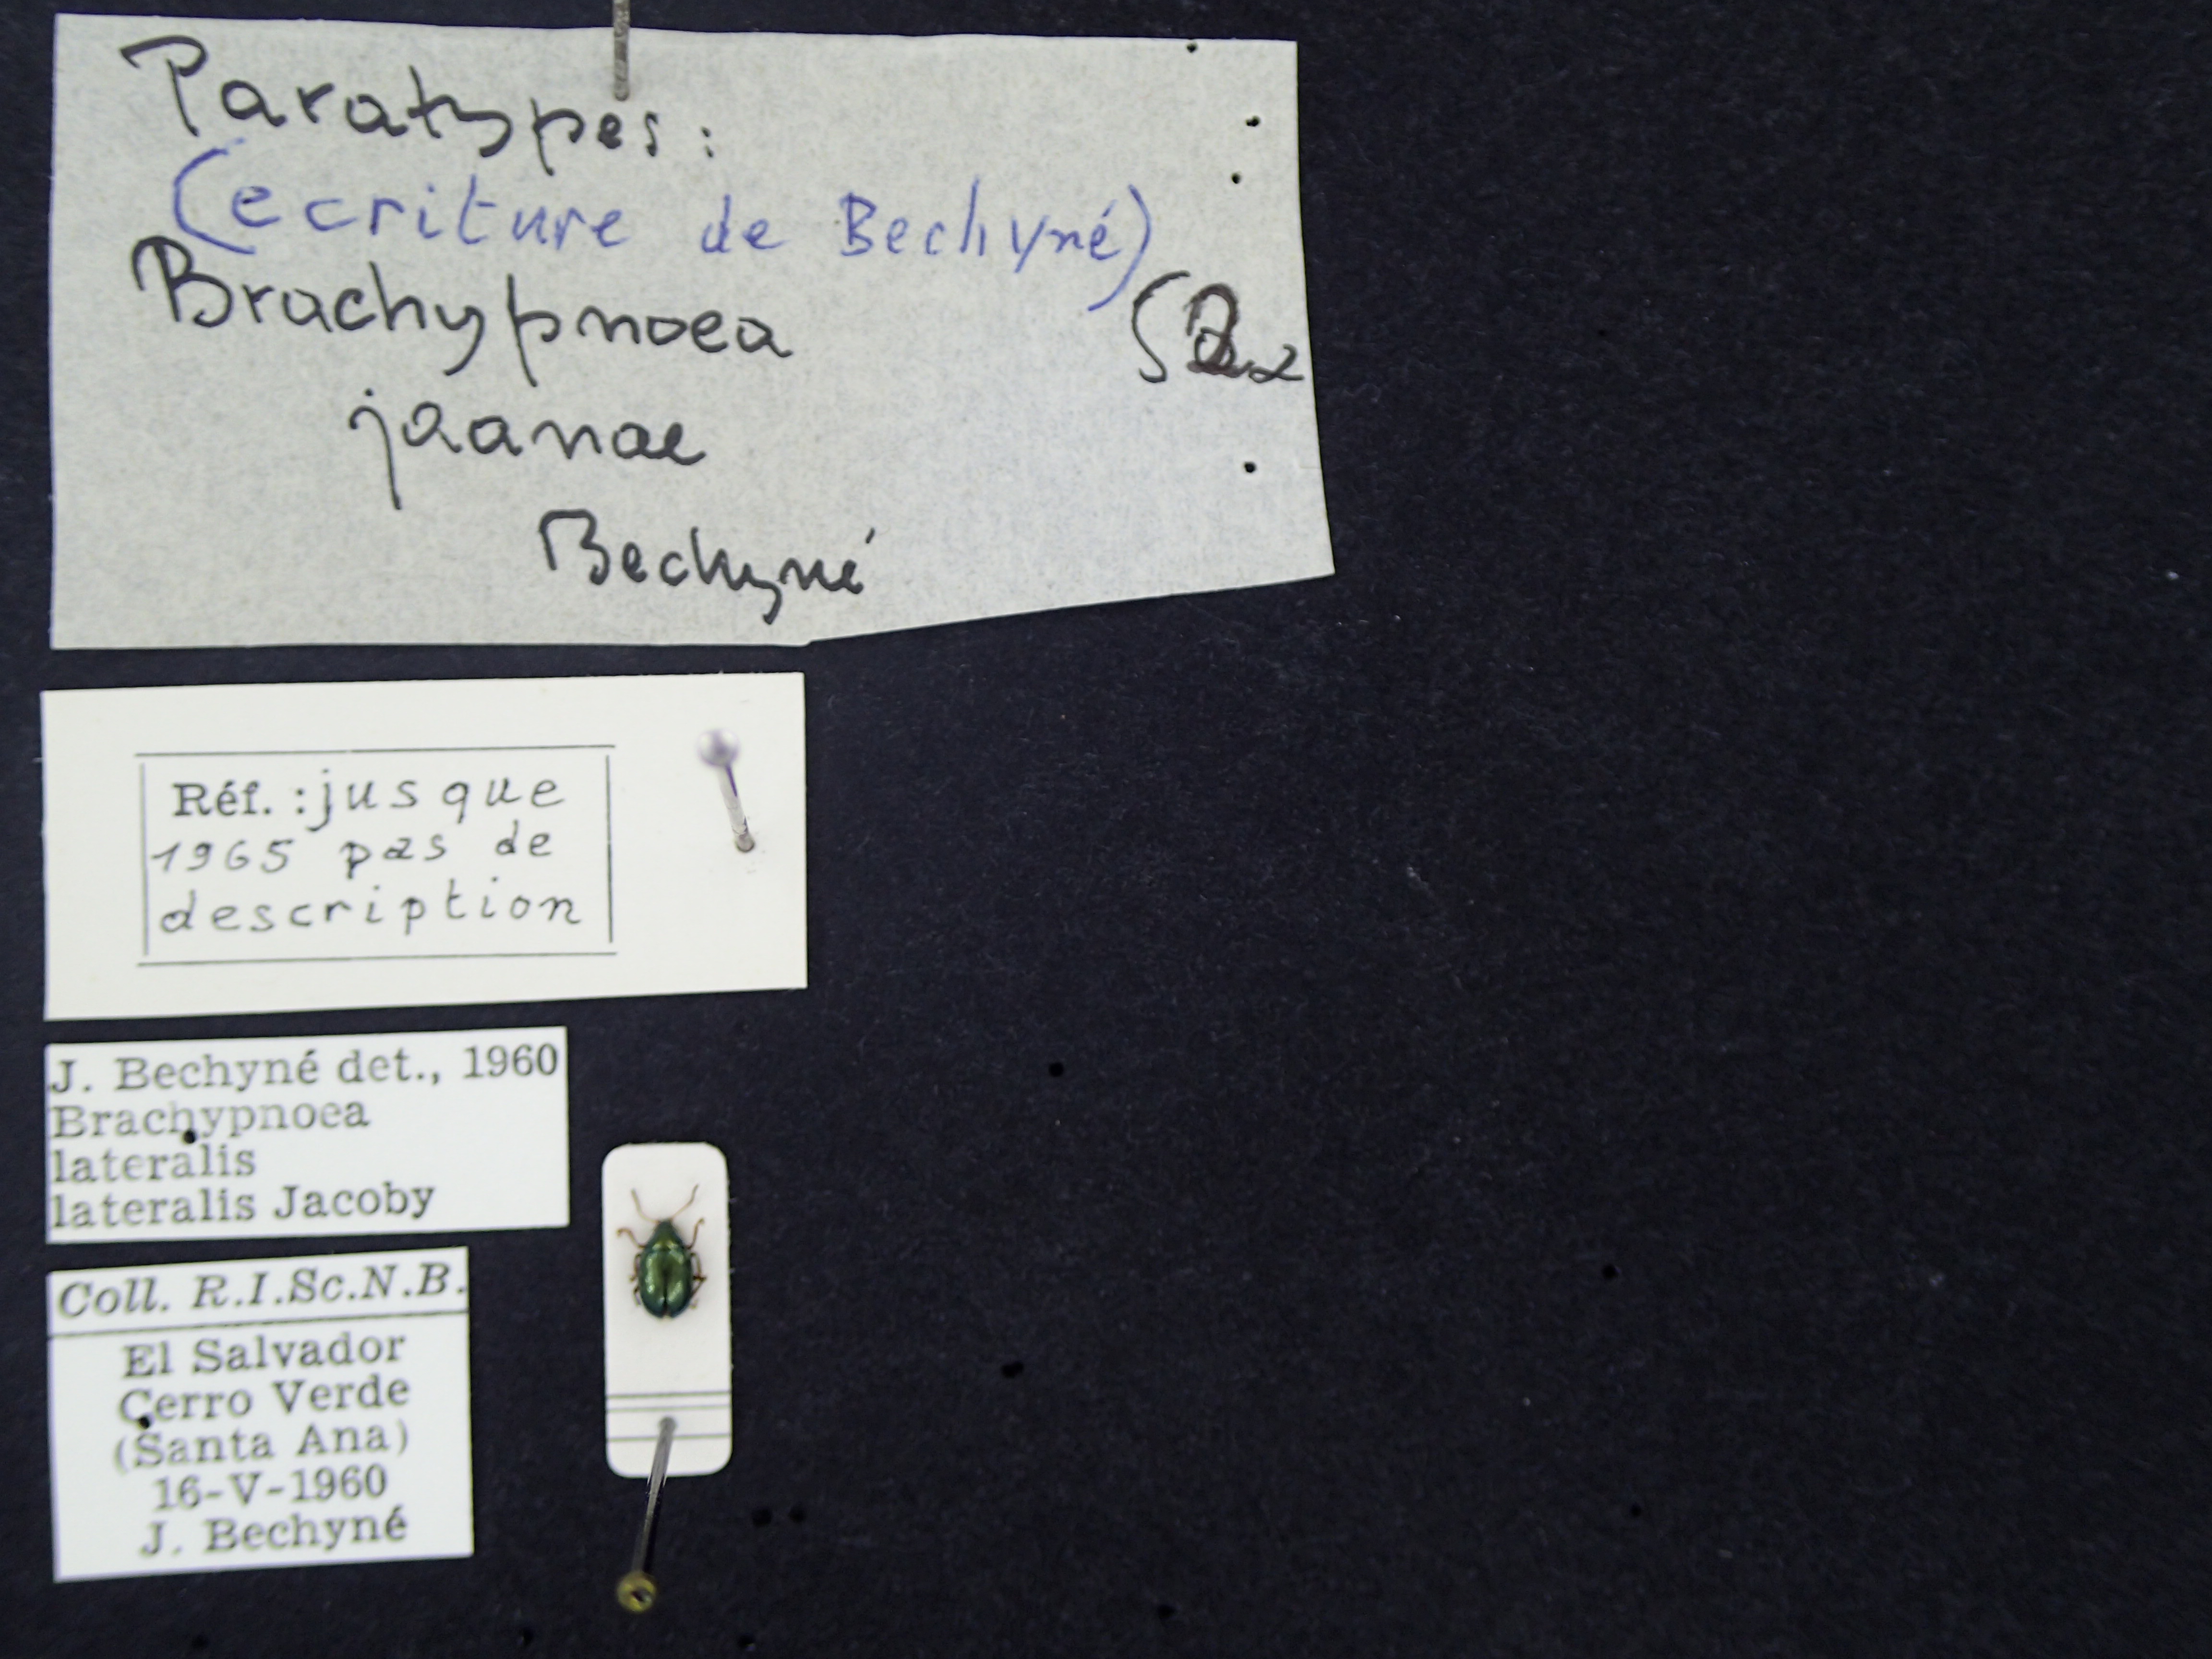 Paratypes:
(ecriture de Bechyné)
Brachypnoea
jaanae
Bechyné
Réf. : jusque
1965 pas de
description
J. Bechyné det., 1960
Brachypnoea
lateralis
lateralis Jacoby
Coll. R.I.Sc.N.B.
El Salvador
Cerro Verde
(Santa Ana)
16-V-1960
J. Bechyné